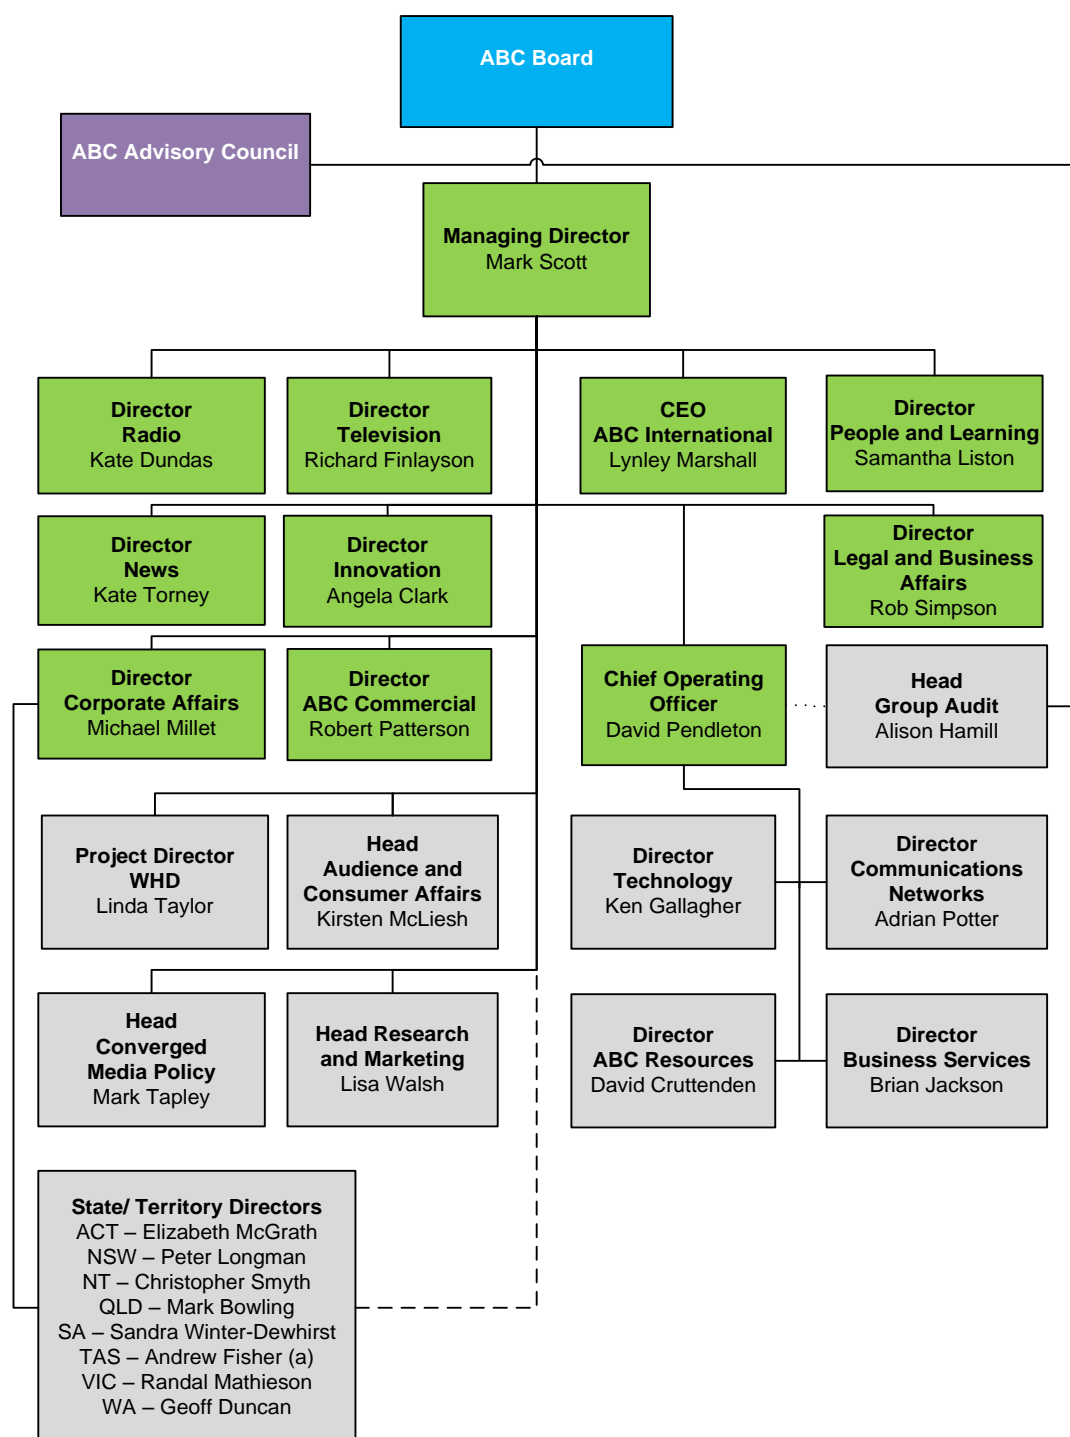 ABC Board
ABC Advisory Council
Managing Director
Mark Scott
Director
Radio
Kate Dundas
Director
Television
Richard Finlayson
CEO
ABC International
Lynley Marshall
Director
People and Learning
Samantha Liston
Director
News
Kate Torney
Director
Innovation
Angela Clark
Director
Legal and Business
Affairs
Rob Simpson
Director
Corporate Affairs
Michael Millet
Director
ABC Commercial
Robert Patterson
Chief Operating
Officer
David Pendleton
Head
Group Audit
Alison Hamill
Project Director
WHD
Linda Taylor
Head
Audience and
Consumer Affairs
Kirsten McLiesh
Director
Technology
Ken Gallagher
Director
Communications
Networks
Adrian Potter
Head
Converged
Media Policy
Mark Tapley
Head Research
and Marketing
Lisa Walsh
Director
ABC Resources
David Cruttenden
Director
Business Services
Brian Jackson
State/ Territory Directors
ACT – Elizabeth McGrath
NSW – Peter Longman
NT – Christopher Smyth
QLD – Mark Bowling
SA – Sandra Winter-Dewhirst
TAS – Andrew Fisher (a)
VIC – Randal Mathieson
WA – Geoff Duncan